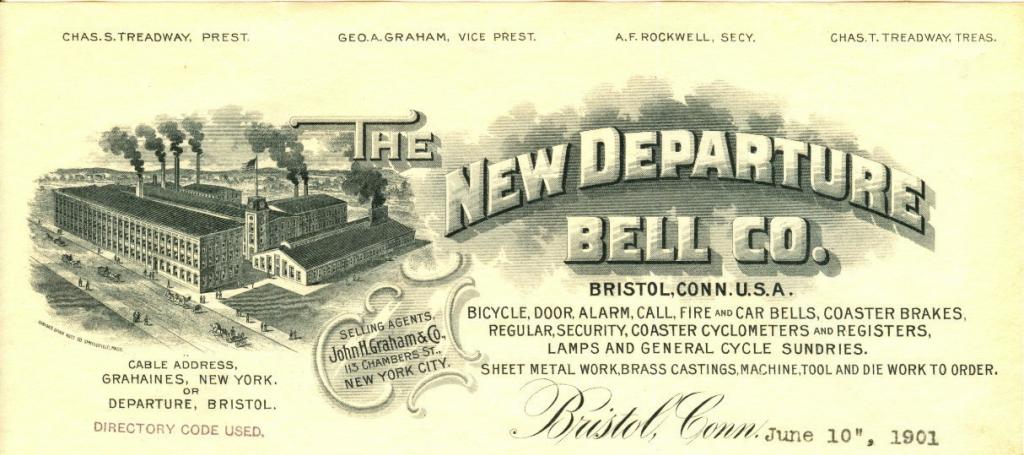 CHAS. S. TREADWAY, PREST.
GEO. A. GRAHAM, VICE PREST.
A. F. ROCKWELL, SECY.
CHAS. T. TREADWAY, TREAS.
THE
NEW DEPARTURE
BELL CO.
BRISTOL, CONN. U.S.A.
BICYCLE, DOOR, ALARM, CALL, FIRE AND CAR BELLS, COASTER BRAKES,
REGULAR, SECURITY, COASTER CYCLOMETERS AND REGISTERS,
LAMPS AND GENERAL CYCLE SUNDRIES.
SHEET METAL WORK, BRASS CASTINGS, MACHINE, TOOL AND DIE WORK TO ORDER.
SELLING AGENTS,
John H. Graham & Co.,
113 CHAMBERS ST.,
NEW YORK CITY.
CABLE ADDRESS,
GRAHAINES, NEW YORK.
OR
DEPARTURE, BRISTOL.
DIRECTORY CODE USED.
Bristol, Conn. June 10", 1901